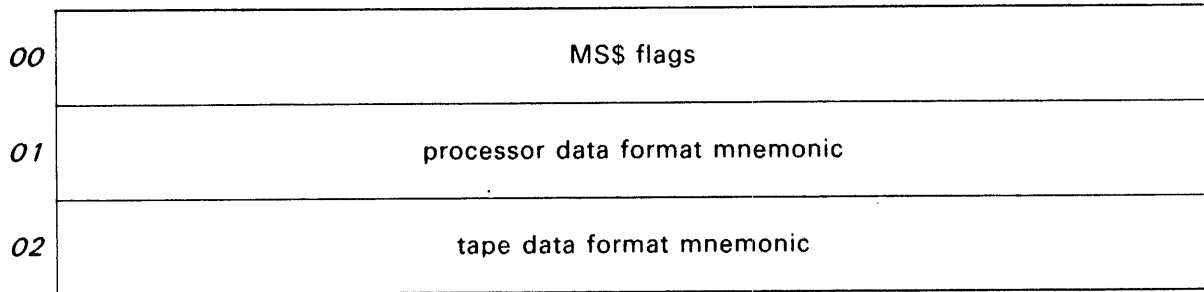 00 MS$ flags
01 processor data format mnemonic
02 tape data format mnemonic